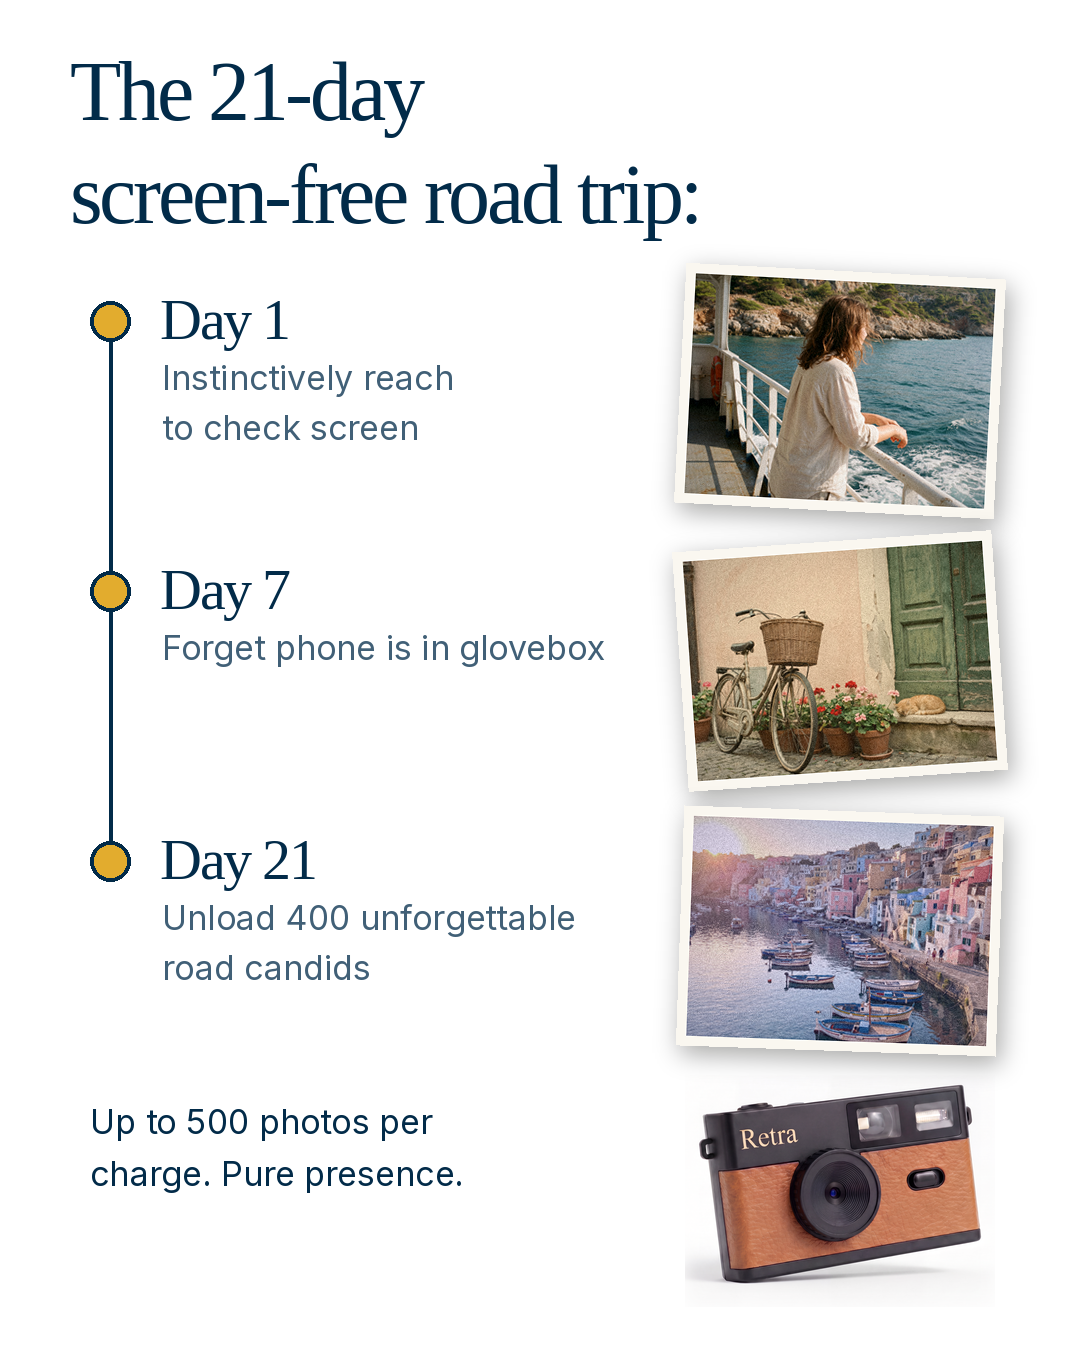 The 21-day
screen-free road trip:
Day 1
Instinctively reach
to check screen
Day 7
Forget phone is in glovebox
Day 21
Unload 400 unforgettable
road candids
Up to 500 photos per
charge. Pure presence.
Retra